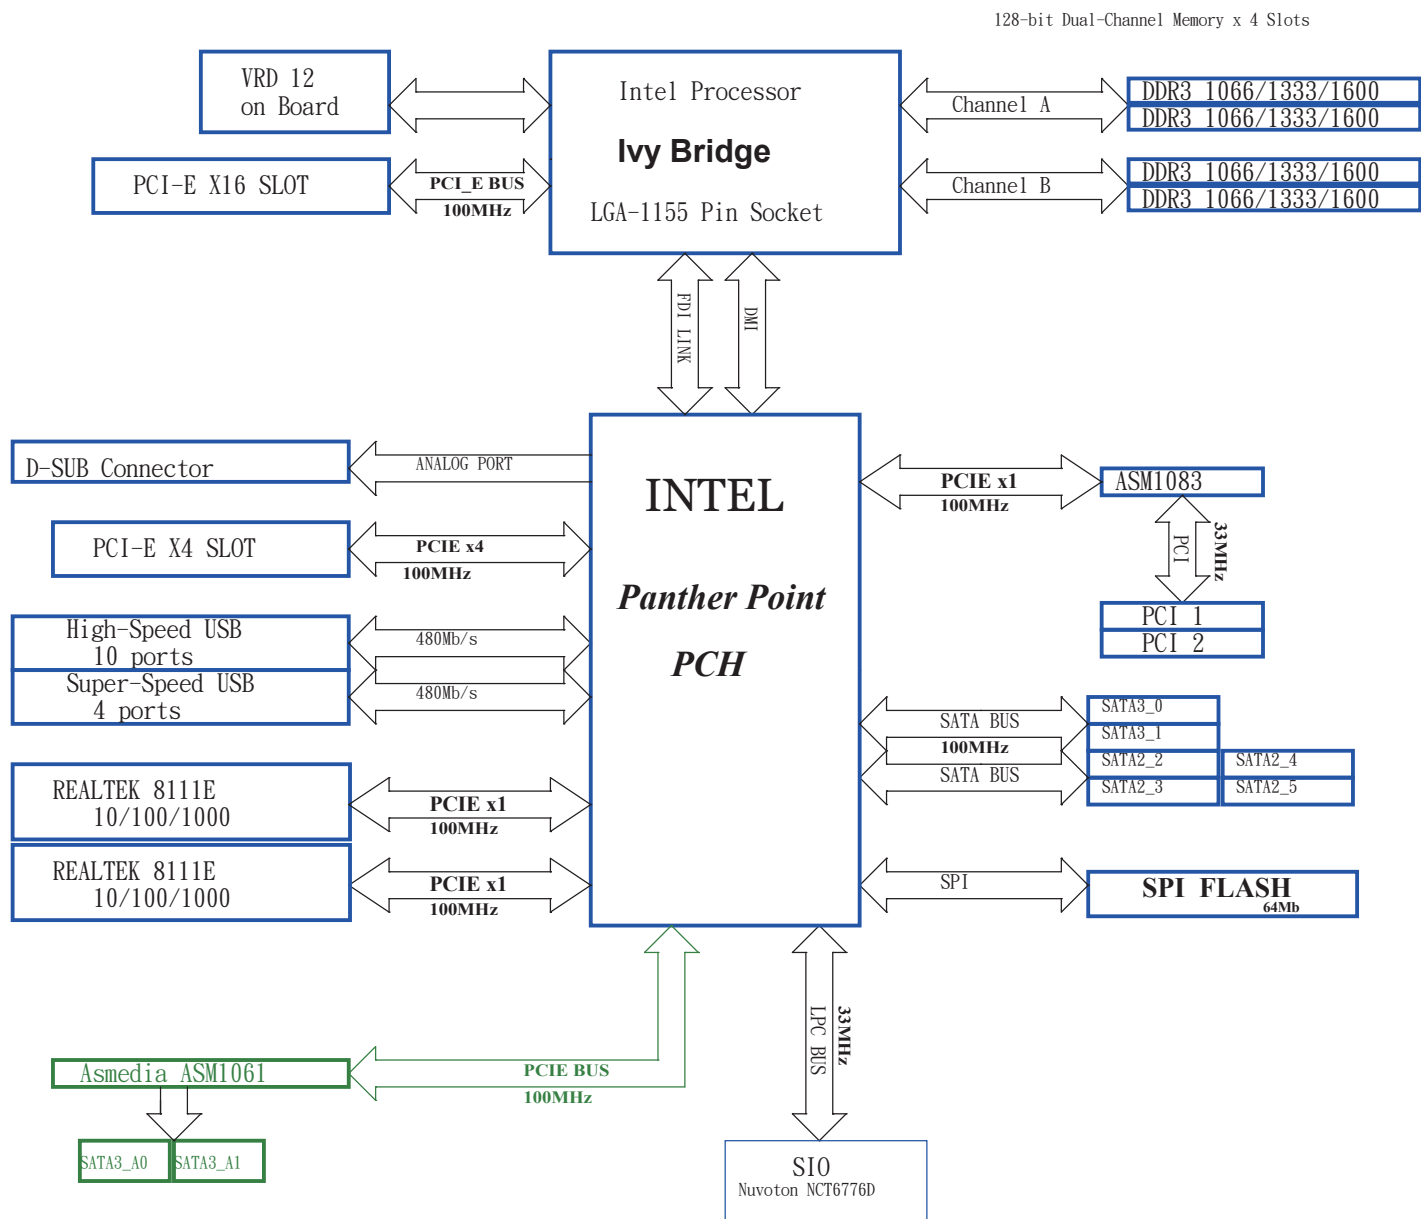 128-bit Dual-Channel Memory x 4 Slots
VRD 12
on Board
Intel Processor
Ivy Bridge
LGA-1155 Pin Socket
Channel A
DDR3 1066/1333/1600
DDR3 1066/1333/1600
PCI-E X16 SLOT
PCI_E BUS
100MHz
Channel B
DDR3 1066/1333/1600
DDR3 1066/1333/1600
FDI LINK
DMI
D-SUB Connector
ANALOG PORT
INTEL
Panther Point
PCH
PCIE x1
100MHz
ASM1083
PCI-E X4 SLOT
PCIE x4
100MHz
PCI
33MHz
PCI 1
PCI 2
High-Speed USB
10 ports
480Mb/s
Super-Speed USB
4 ports
480Mb/s
SATA BUS
100MHz
SATA BUS
SATA3_0
SATA3_1
SATA2_2
SATA2_4
SATA2_3
SATA2_5
REALTEK 8111E
10/100/1000
PCIE x1
100MHz
REALTEK 8111E
10/100/1000
PCIE x1
100MHz
SPI
SPI FLASH
64Mb
LPC BUS
33MHz
Asmedia ASM1061
PCIE BUS
100MHz
SATA3_A0
SATA3_A1
SIO
Nuvoton NCT6776D